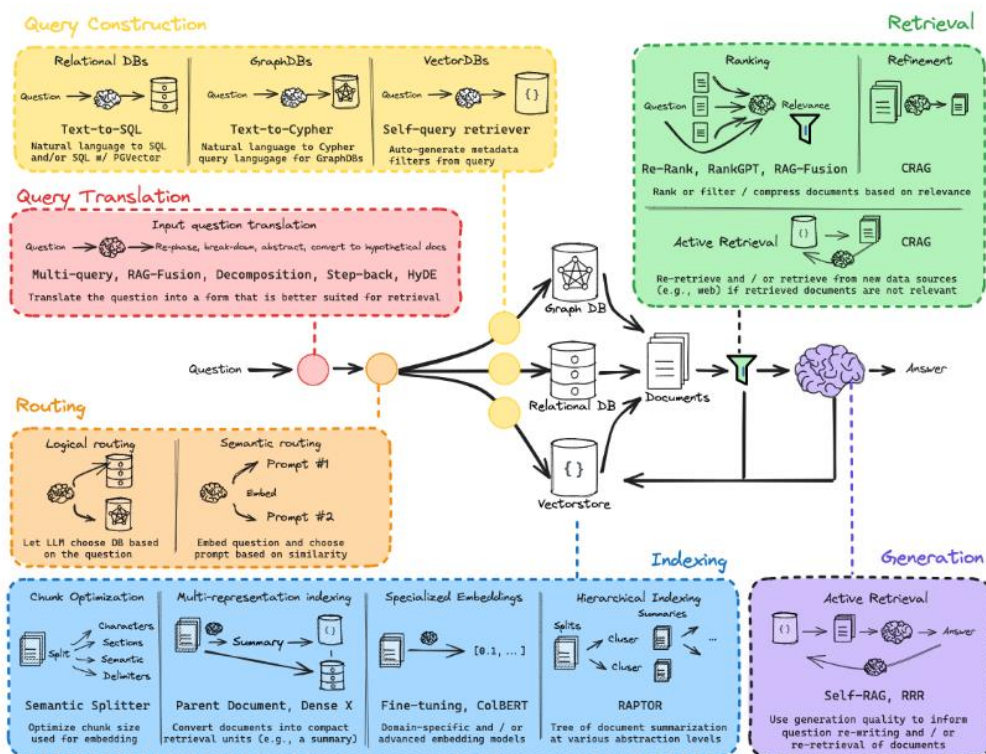 Query Construction
Relational DBs
Question
Text-to-SQL
Natural language to SQL
and/or SQL w/ PGVector
GraphDBs
Question
Text-to-Cypher
Natural language to Cypher
query langugage for GraphDBs
VectorDBs
Question
{ }
Self-query retriever
Auto-generate metadata
filters from query
Retrieval
Ranking
Question
Relevance
Re-Rank, RankGPT, RAG-Fusion
Refinement
CRAG
Rank or filter / compress documents based on relevance
Active Retrieval
{ }
CRAG
Re-retrieve and / or retrieve from new data sources
(e.g., web) if retrieved documents are not relevant
Query Translation
Input question translation
Question
Re-phase, break-down, abstract, convert to hypothetical docs
Multi-query, RAG-Fusion, Decomposition, Step-back, HyDE
Translate the question into a form that is better suited for retrieval
Question
Graph DB
Relational DB
{ }
Vectorstore
Documents
Answer
Routing
Logical routing
Let LLM choose DB based
on the question
Semantic routing
Prompt #1
Embed
Prompt #2
Embed question and choose
prompt based on similarity
Indexing
Chunk Optimization
Split
Characters
Sections
Semantic
Delimiters
Semantic Splitter
Optimize chunk size
used for embedding
Multi-representation indexing
Summary
{ }
Parent Document, Dense X
Convert documents into compact
retrieval units (e.g., a summary)
Specialized Embeddings
[0.1, ...]
Fine-tuning, ColBERT
Domain-specific and / or
advanced embedding models
Hierarchical Indexing
Summaries
Splits
Cluser
Cluser
...
RAPTOR
Tree of document summarization
at various abstraction levels
Generation
Active Retrieval
{ }
Answer
Self-RAG, RRR
Use generation quality to inform
question re-writing and / or
re-retrieval of documents